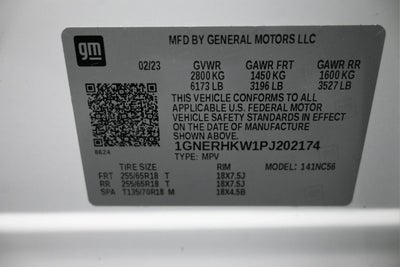 gm
MFD BY GENERAL MOTORS LLC
02/23 GVWR GAWR FRT GAWR RR
2800 KG 1450 KG 1600 KG
6173 LB 3196 LB 3527 LB
THIS VEHICLE CONFORMS TO ALL
APPLICABLE U.S. FEDERAL MOTOR
VEHICLE SAFETY STANDARDS IN EFFECT
ON THE DATE OF MANUFACTURE
SHOWN ABOVE.
1GNERHKW1PJ202174
8624 TYPE: MPV
TIRE SIZE RIM MODEL: 141NC56
FRT 255/65R18 T 18X7.5J
RR 255/65R18 T 18X7.5J
SPA T135/70R18 M 18X4.5B